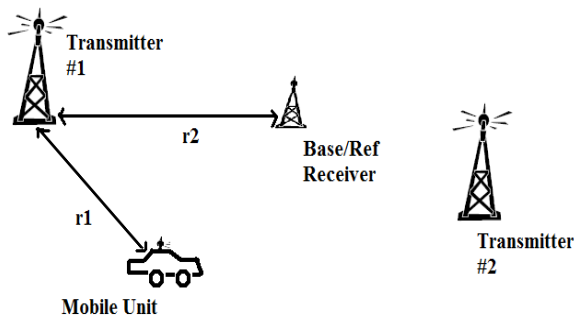 Transmitter
#1
r2
Base/Ref
Receiver
r1
Transmitter
#2
Mobile Unit